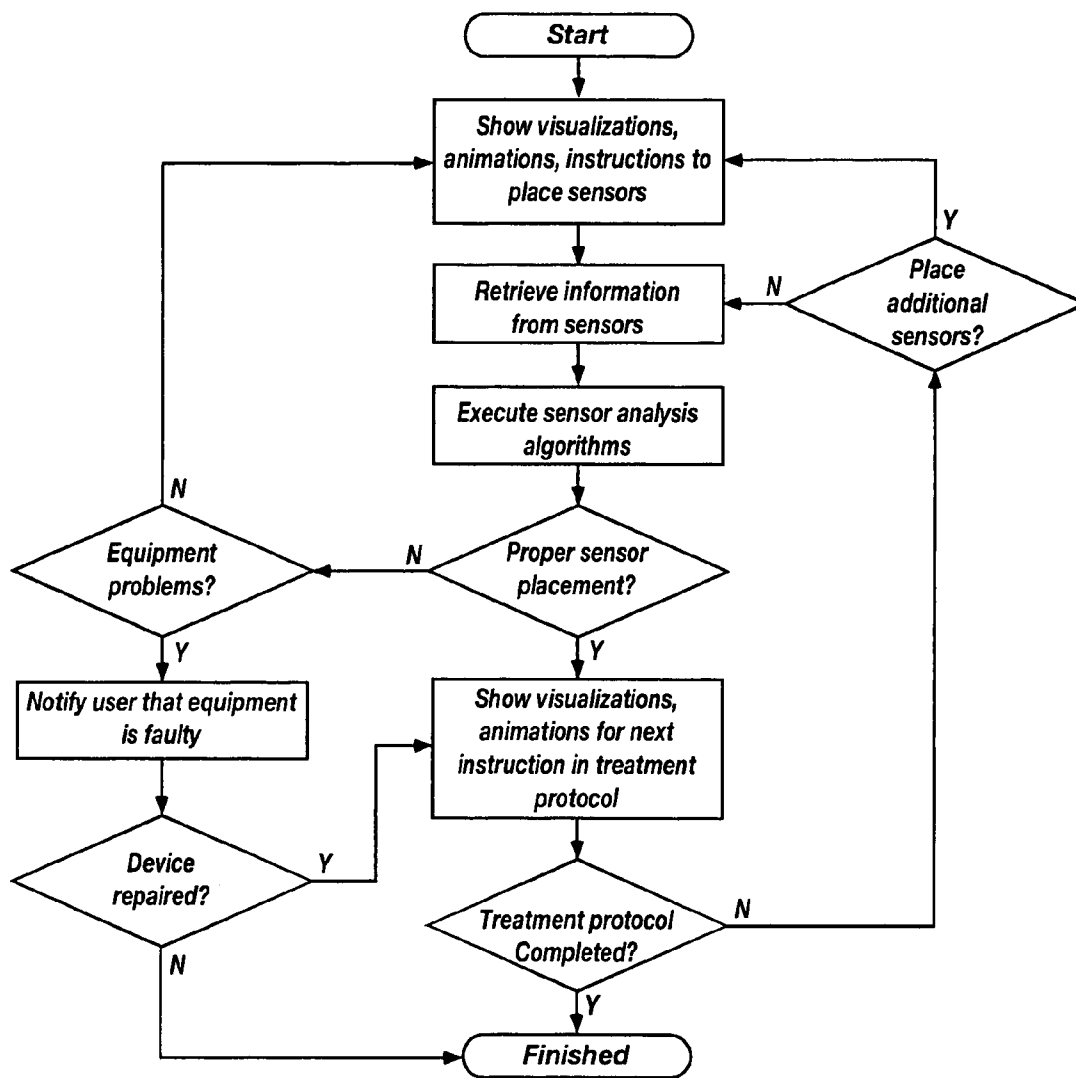 Start
Show visualizations,
animations, instructions to
place sensors
Y
Retrieve information
from sensors
N
Place
additional
sensors?
Execute sensor analysis
algorithms
N
Equipment
problems?
N
Proper sensor
placement?
Y
Y
Notify user that equipment
is faulty
Show visualizations,
animations for next
instruction in treatment
protocol
Device
repaired?
Y
N
Treatment protocol
Completed?
N
Y
Finished